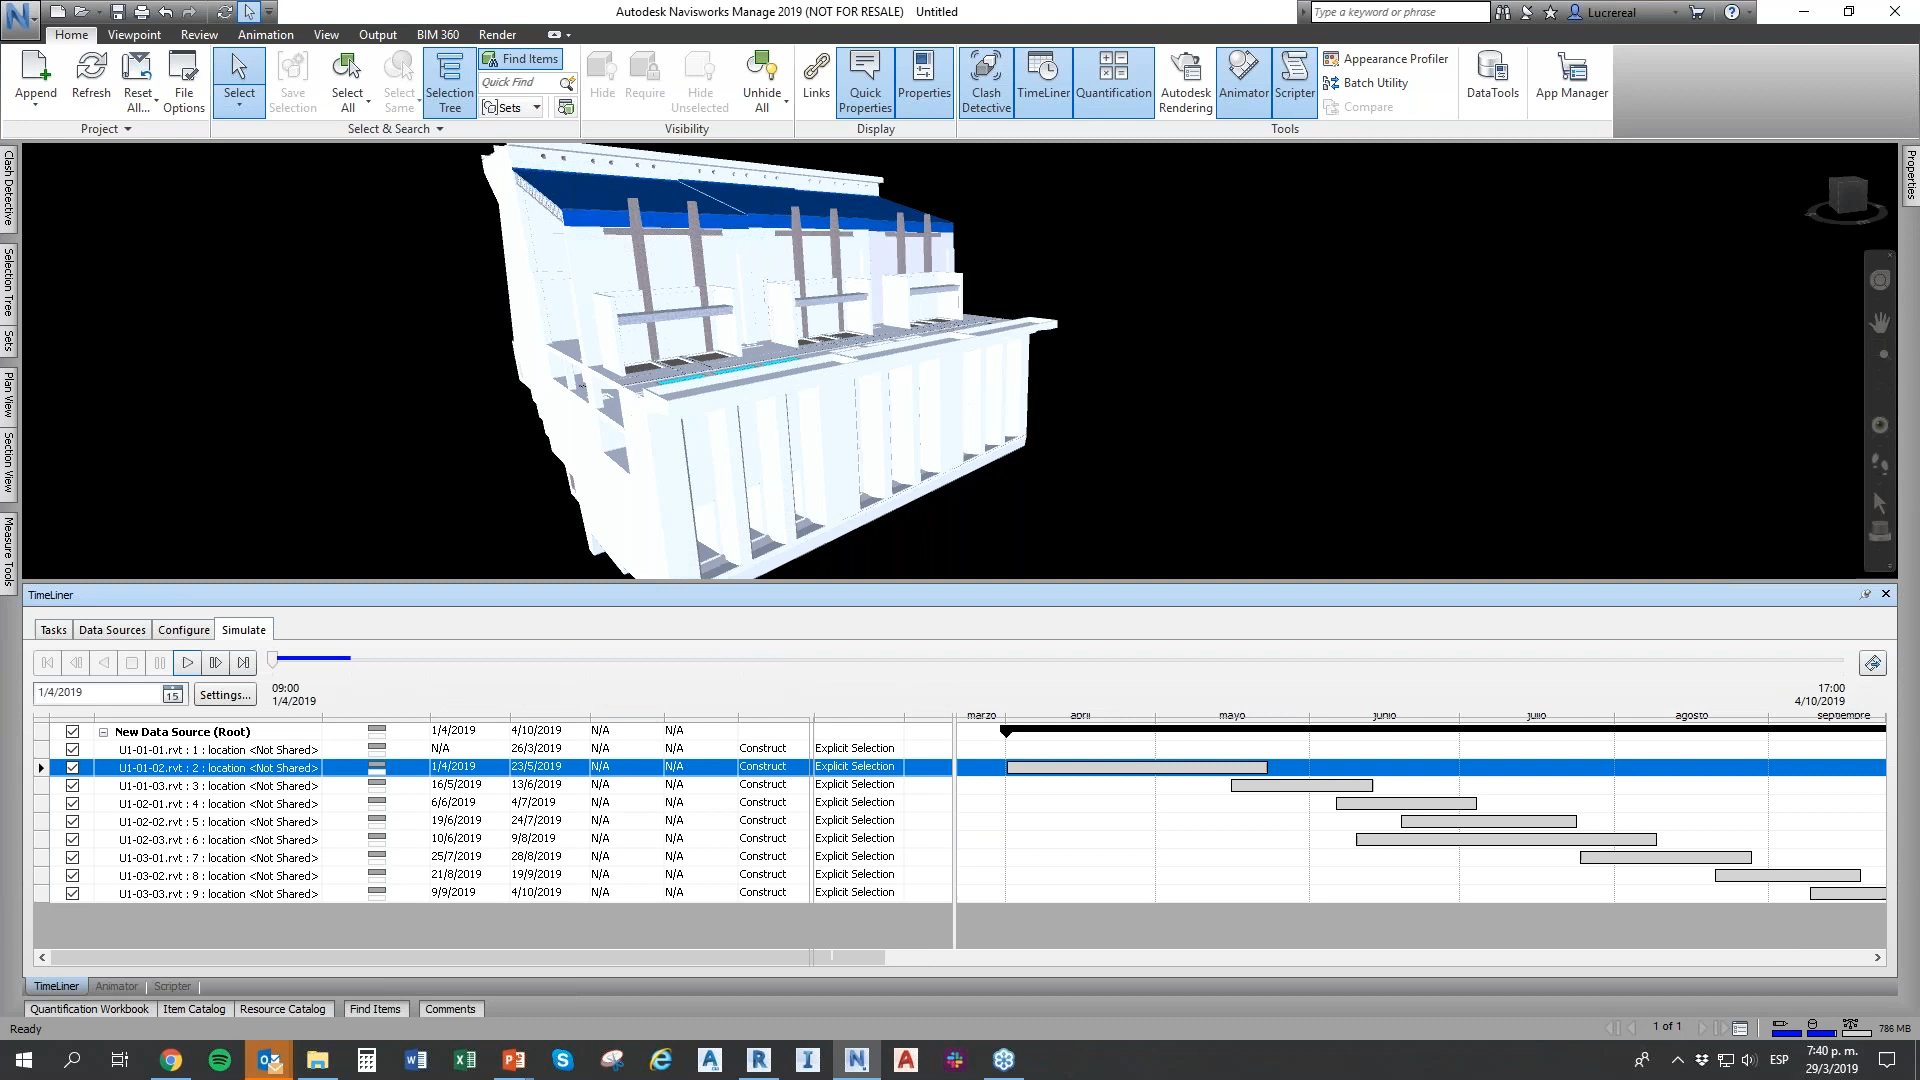 Autodesk Navisworks Manage 2019 (NOT FOR RESALE) Untitled
Type a keyword or phrase
Lucrereal
Home Viewpoint Review Animation View Output BIM 360 Render
Append
Refresh
Reset All...
File Options
Project
Select
Save Selection
Select All
Select Same
Selection Tree
Find Items
Quick Find
Sets
Select & Search
Hide
Require
Hide Unselected
Unhide All
Visibility
Links
Quick Properties
Properties
Display
Clash Detective
TimeLiner
Quantification
Autodesk Rendering
Animator
Scripter
Appearance Profiler
Batch Utility
Compare
Tools
DataTools
App Manager
Clash Detective
Selection Tree
Sets
Plan View
Section View
Measure Tools
Properties
TimeLiner
Tasks Data Sources Configure Simulate
1/4/2019 15 Settings...
09:00
1/4/2019
17:00
4/10/2019
marzo abril mayo junio julio agosto septiembre
New Data Source (Root) 1/4/2019 4/10/2019 N/A N/A
U1-01-01.rvt : 1 : location <Not Shared> N/A 26/3/2019 N/A N/A Construct Explicit Selection
U1-01-02.rvt : 2 : location <Not Shared> 1/4/2019 23/5/2019 N/A N/A Construct Explicit Selection
U1-01-03.rvt : 3 : location <Not Shared> 16/5/2019 13/6/2019 N/A N/A Construct Explicit Selection
U1-02-01.rvt : 4 : location <Not Shared> 6/6/2019 4/7/2019 N/A N/A Construct Explicit Selection
U1-02-02.rvt : 5 : location <Not Shared> 19/6/2019 24/7/2019 N/A N/A Construct Explicit Selection
U1-02-03.rvt : 6 : location <Not Shared> 10/6/2019 9/8/2019 N/A N/A Construct Explicit Selection
U1-03-01.rvt : 7 : location <Not Shared> 25/7/2019 28/8/2019 N/A N/A Construct Explicit Selection
U1-03-02.rvt : 8 : location <Not Shared> 21/8/2019 19/9/2019 N/A N/A Construct Explicit Selection
U1-03-03.rvt : 9 : location <Not Shared> 9/9/2019 4/10/2019 N/A N/A Construct Explicit Selection
TimeLiner Animator Scripter
Quantification Workbook Item Catalog Resource Catalog Find Items Comments
Ready
1 of 1
786 MB
ESP
7:40 p. m.
29/3/2019